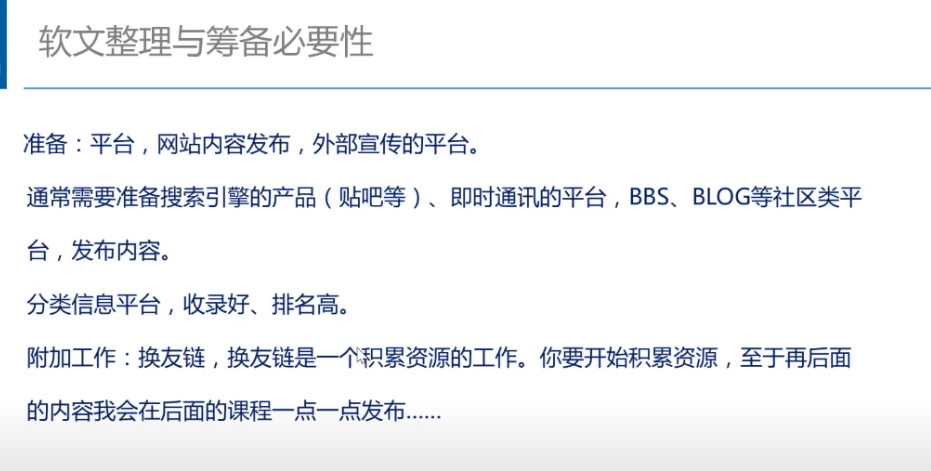 软文整理与筹备必要性
准备：平台，网站内容发布，外部宣传的平台。
通常需要准备搜索引擎的产品（贴吧等）、即时通讯的平台，BBS、BLOG等社区类平
台，发布内容。
分类信息平台，收录好、排名高。
附加工作：换友链，换友链是一个积累资源的工作。你要开始积累资源，至于再后面
的内容我会在后面的课程一点一点发布......